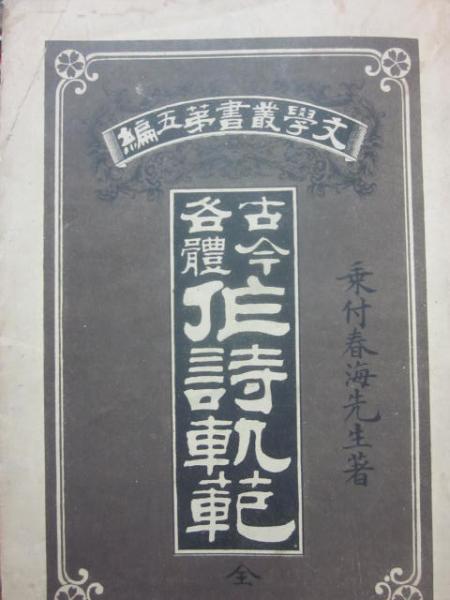 文學叢書第五編
乗付春海先生著
古今
各體
作詩軌範
全